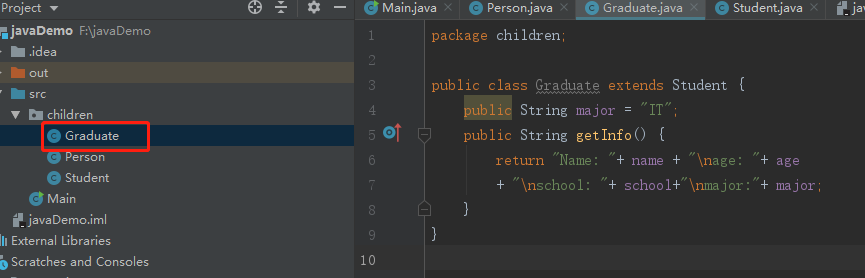 Project
Main.java
Person.java
Graduate.java
Student.java
javaDemo F:\javaDemo
.idea
out
src
children
Graduate
Person
Student
Main
javaDemo.iml
External Libraries
Scratches and Consoles
1 package children;
2
3 public class Graduate extends Student {
4 public String major = "IT";
5 public String getInfo() {
6 return "Name: "+ name + "\nage: "+ age
7 + "\nschool: "+ school+"\nmajor:"+ major;
8 }
9 }
10